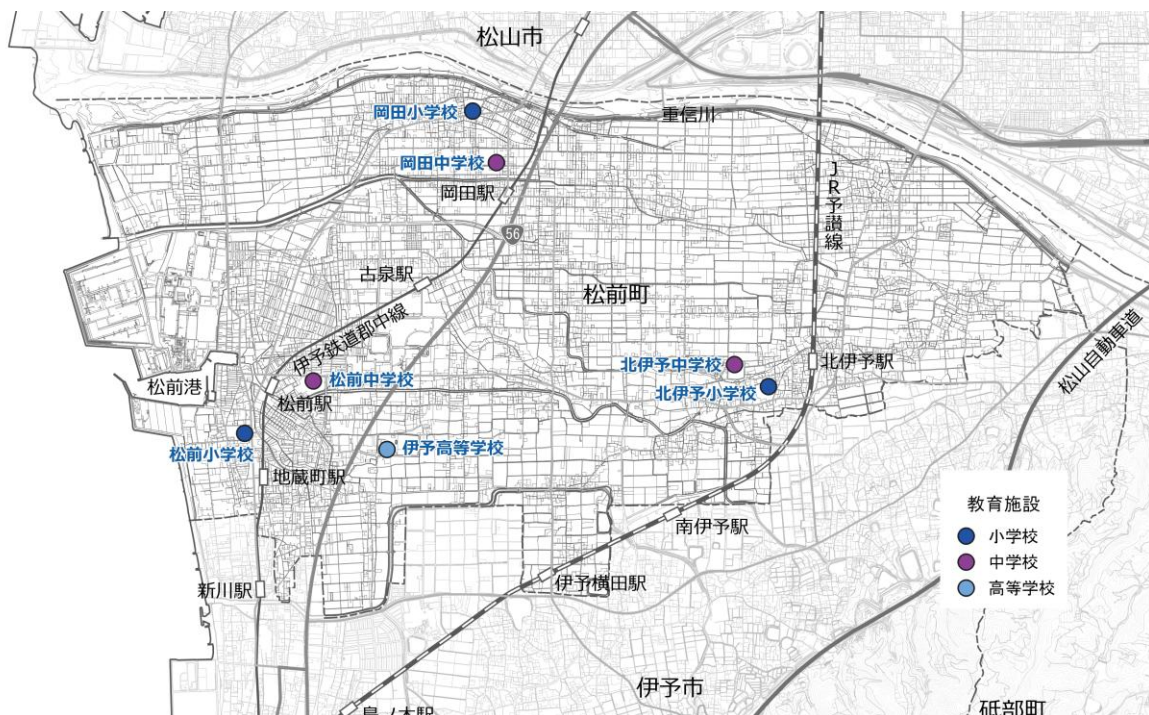 松山市
岡田小学校
重信川
岡田中学校
岡田駅
JR予讃線
56
古泉駅
松前町
伊予鉄道郡中線
松山自動車道
北伊予中学校
北伊予駅
松前港
松前中学校
北伊予小学校
松前駅
松前小学校
伊予高等学校
地蔵町駅
教育施設
小学校
中学校
高等学校
南伊予駅
新川駅
伊予横田駅
伊予市
砥部町
鳥ノ木駅